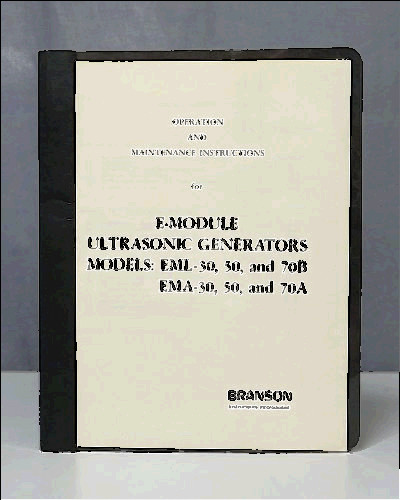 OPERATION
AND
MAINTENANCE INSTRUCTIONS
for
E-MODULE
ULTRASONIC GENERATORS
MODELS: EML-30, 50, and 70B
EMA-30, 50, and 70A
BRANSON